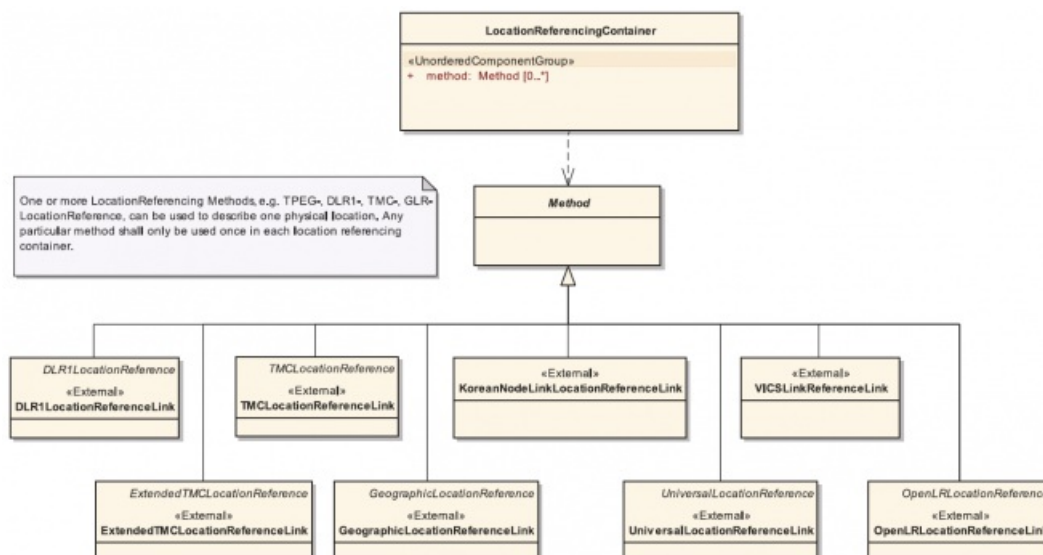 LocationReferencingContainer
«UnorderedComponentGroup»
+ method: Method [0..*]
One or more LocationReferencing Methods, e.g. TPEG-, DLR1-, TMC-, GLR-
LocationReference, can be used to describe one physical location. Any
particular method shall only be used once in each location referencing
container.
Method
DLR1LocationReference
«External»
DLR1LocationReferenceLink
TMCLocationReference
«External»
TMCLocationReferenceLink
«External»
KoreanNodeLinkLocationReferenceLink
«External»
VICSLinkReferenceLink
ExtendedTMCLocationReference
«External»
ExtendedTMCLocationReferenceLink
GeographicLocationReference
«External»
GeographicLocationReferenceLink
UniversalLocationReference
«External»
UniversalLocationReferenceLink
OpenLRLocationReference
«External»
OpenLRLocationReferenceLink